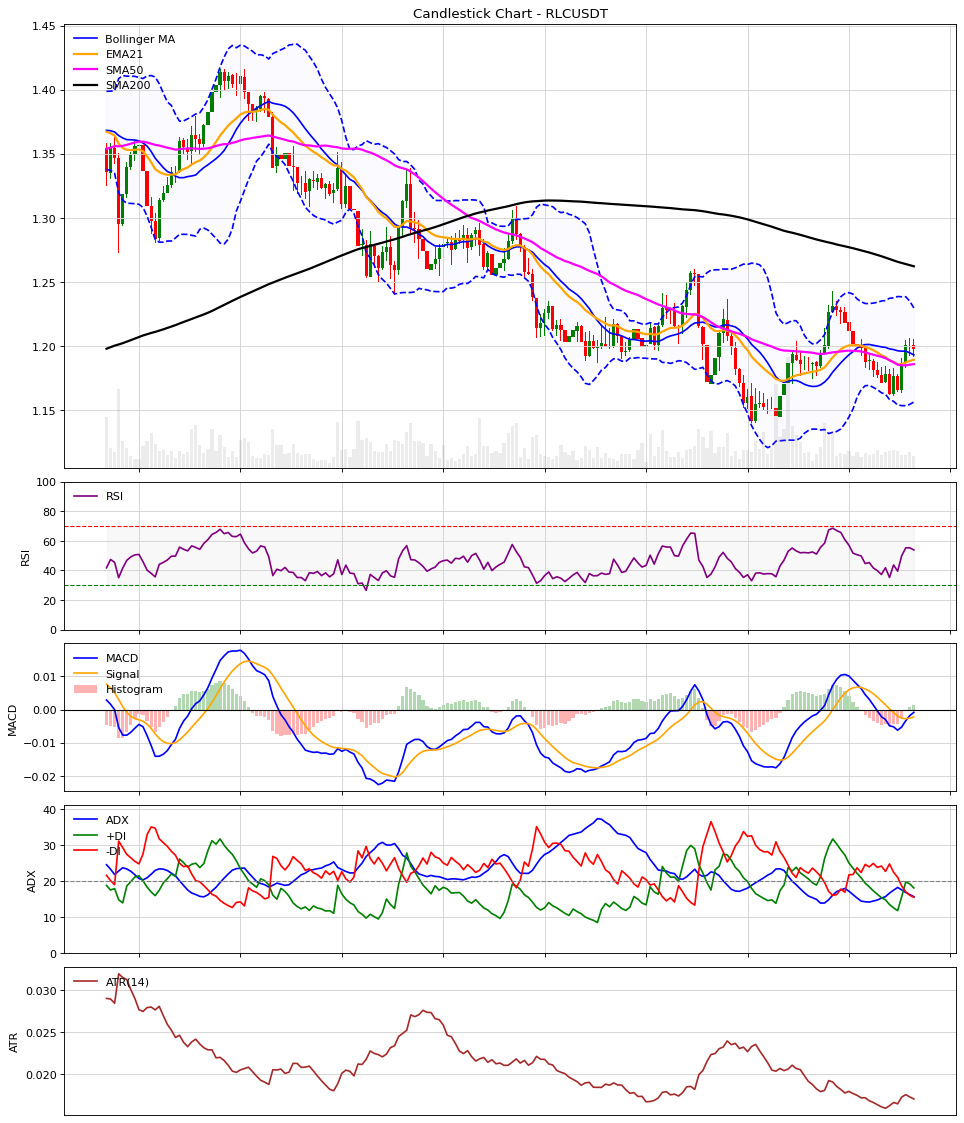 Candlestick Chart - RLCUSDT
1.45
1.40
1.35
1.30
1.25
1.20
1.15
Bollinger MA
EMA21
SMA50
SMA200
100
80
60
40
20
0
RSI
RSI
0.01
0.00
−0.01
−0.02
MACD
MACD
Signal
Histogram
40
30
20
10
0
ADX
ADX
+DI
-DI
0.030
0.025
0.020
ATR
ATR(14)